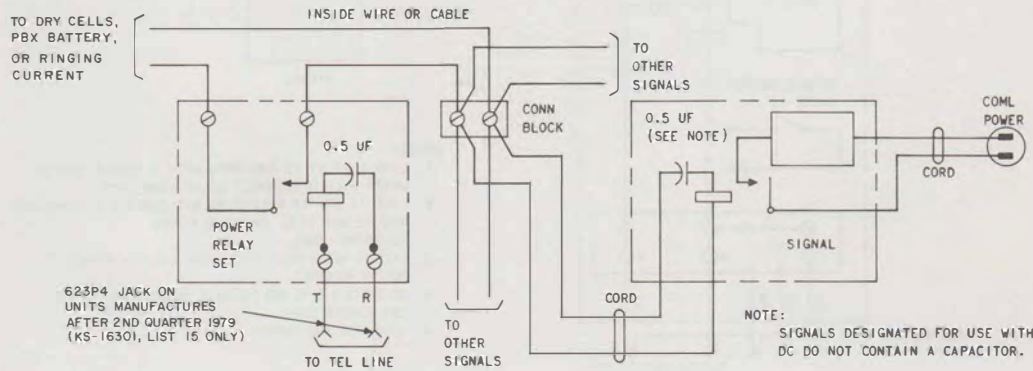 TO DRY CELLS,
PBX BATTERY,
OR RINGING
CURRENT
INSIDE WIRE OR CABLE
TO
OTHER
SIGNALS
CONN
BLOCK
0.5 UF
0.5 UF
(SEE NOTE)
COML
POWER
CORD
POWER
RELAY
SET
SIGNAL
T R
623P4 JACK ON
UNITS MANUFACTURES
AFTER 2ND QUARTER 1979
(KS-16301, LIST 15 ONLY)
TO TEL LINE
TO
OTHER
SIGNALS
CORD
NOTE:
SIGNALS DESIGNATED FOR USE WITH
DC DO NOT CONTAIN A CAPACITOR.